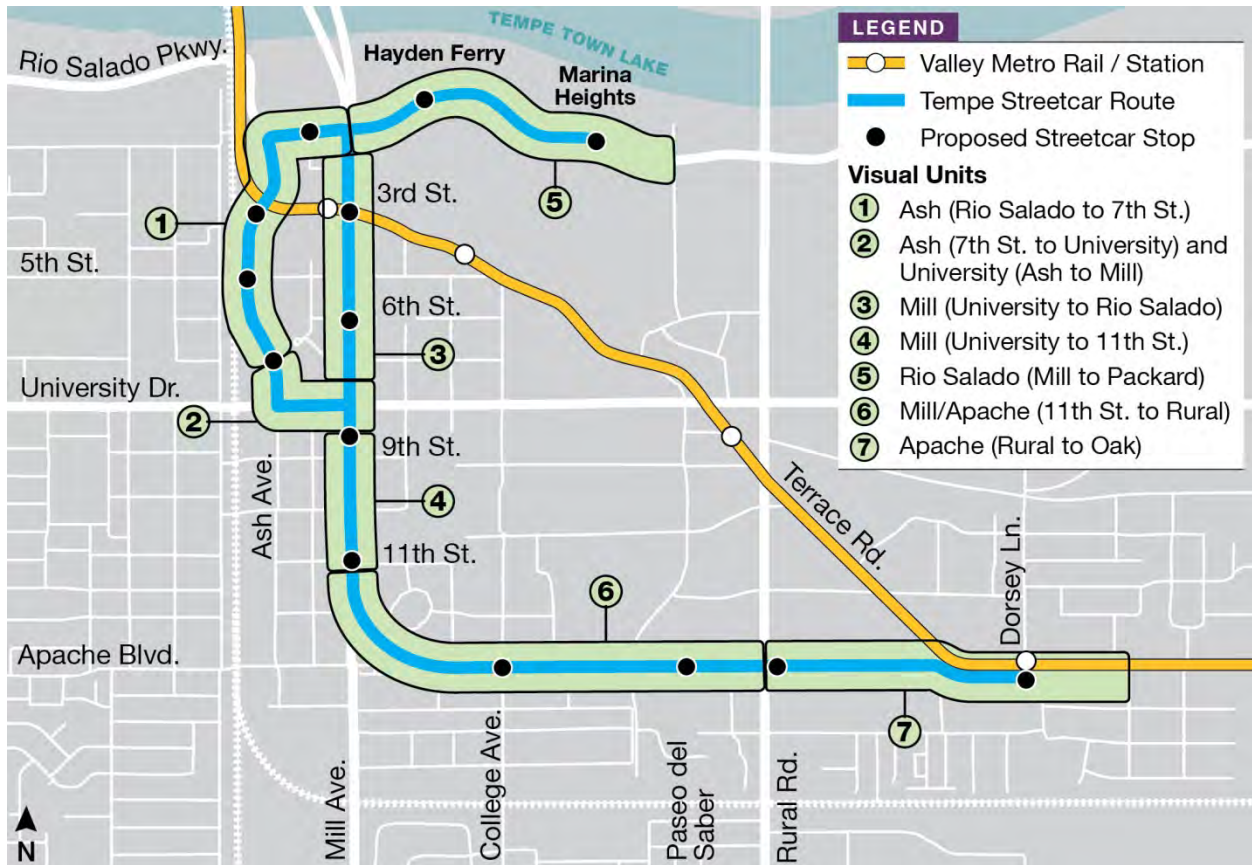 Rio Salado Pkwy.
TEMPE TOWN LAKE
Hayden Ferry
Marina
Heights
1
3rd St.
5
5th St.
6th St.
3
University Dr.
2
9th St.
Ash Ave.
4
11th St.
Terrace Rd.
Dorsey Ln.
6
Apache Blvd.
7
Mill Ave.
College Ave.
Paseo del
Saber
Rural Rd.
N
LEGEND
Valley Metro Rail / Station
Tempe Streetcar Route
Proposed Streetcar Stop
Visual Units
1 Ash (Rio Salado to 7th St.)
2 Ash (7th St. to University) and
University (Ash to Mill)
3 Mill (University to Rio Salado)
4 Mill (University to 11th St.)
5 Rio Salado (Mill to Packard)
6 Mill/Apache (11th St. to Rural)
7 Apache (Rural to Oak)